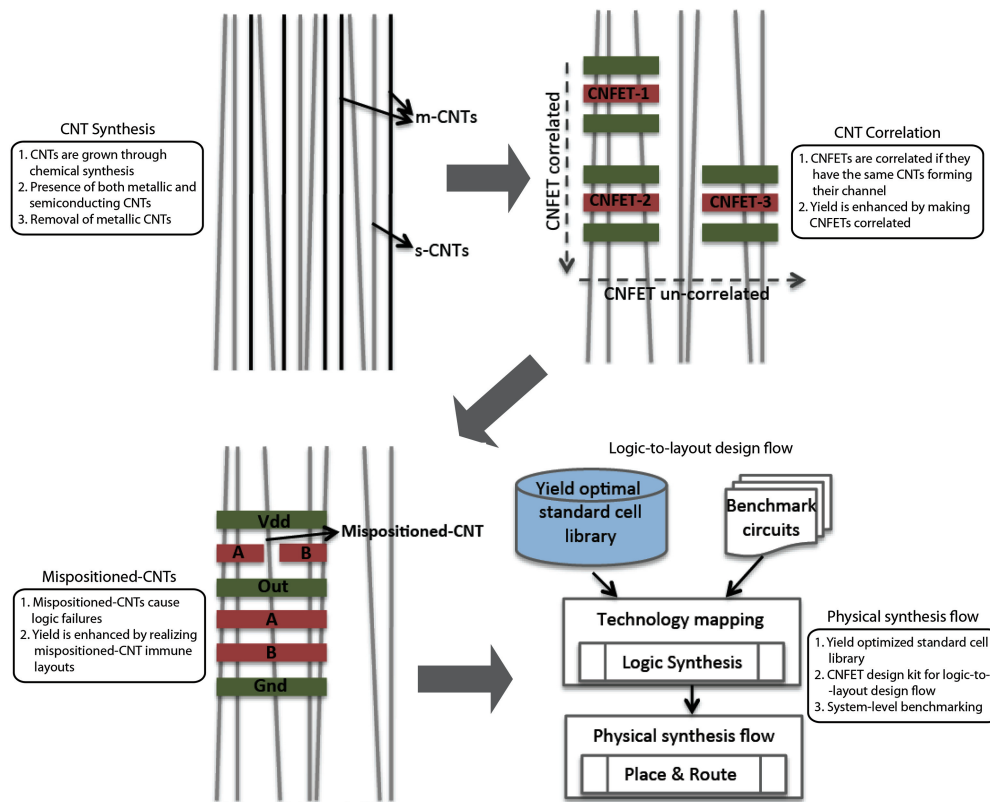 CNT Synthesis
1. CNTs are grown through
chemical synthesis
2. Presence of both metallic and
semiconducting CNTs
3. Removal of metallic CNTs
m-CNTs
s-CNTs
CNFET correlated
CNFET-1
CNFET-2
CNFET-3
CNFET un-correlated
CNT Correlation
1. CNFETs are correlated if they
have the same CNTs forming
their channel
2. Yield is enhanced by making
CNFETs correlated
Mispositioned-CNTs
1. Mispositioned-CNTs cause
logic failures
2. Yield is enhanced by realizing
mispositioned-CNT immune
layouts
Vdd
Mispositioned-CNT
A
B
Out
A
B
Gnd
Logic-to-layout design flow
Yield optimal
standard cell
library
Benchmark
circuits
Technology mapping
Logic Synthesis
Physical synthesis flow
Place & Route
Physical synthesis flow
1. Yield optimized standard cell
library
2. CNFET design kit for logic-to-
-layout design flow
3. System-level benchmarking